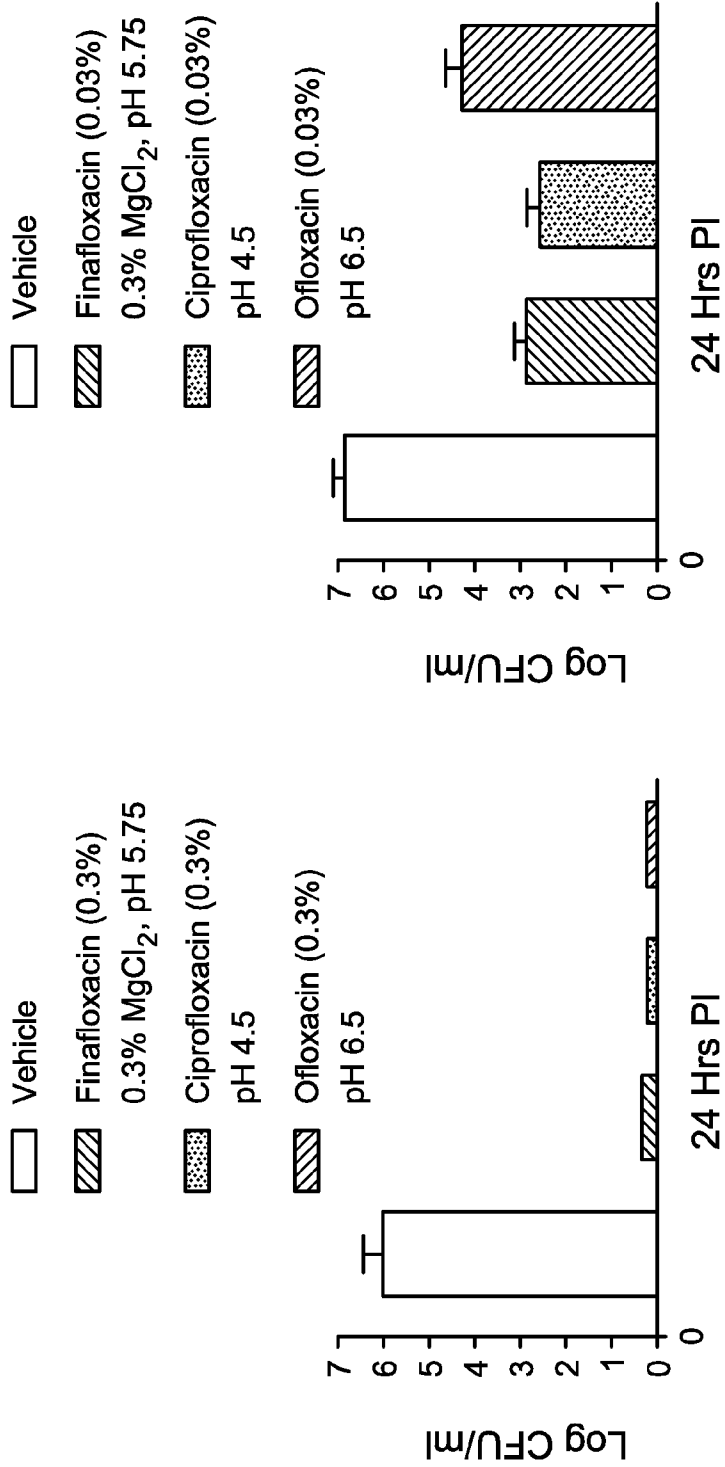 Vehicle
Finafloxacin (0.3%)
0.3% MgCl2, pH 5.75
Ciprofloxacin (0.3%)
pH 4.5
Ofloxacin (0.3%)
pH 6.5
7
6
5
4
3
2
1
0
Log CFU/ml
0
24 Hrs PI
Vehicle
Finafloxacin (0.03%)
0.3% MgCl2, pH 5.75
Ciprofloxacin (0.03%)
pH 4.5
Ofloxacin (0.03%)
pH 6.5
7
6
5
4
3
2
1
0
Log CFU/ml
0
24 Hrs PI